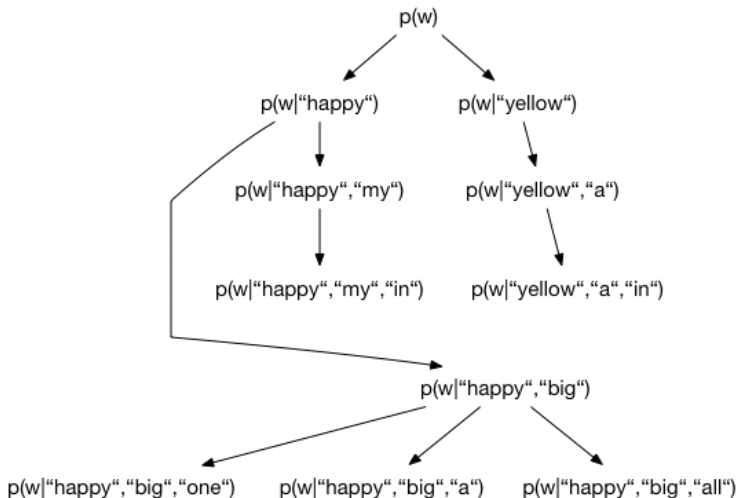 p(w)
p(w|“happy“) p(w|“yellow“)
p(w|“happy“,“my“) p(w|“yellow“,“a“)
p(w|“happy“,“my“,“in“) p(w|“yellow“,“a“,“in“)
p(w|“happy“,“big“)
p(w|“happy“,“big“,“one“) p(w|“happy“,“big“,“a“) p(w|“happy“,“big“,“all“)